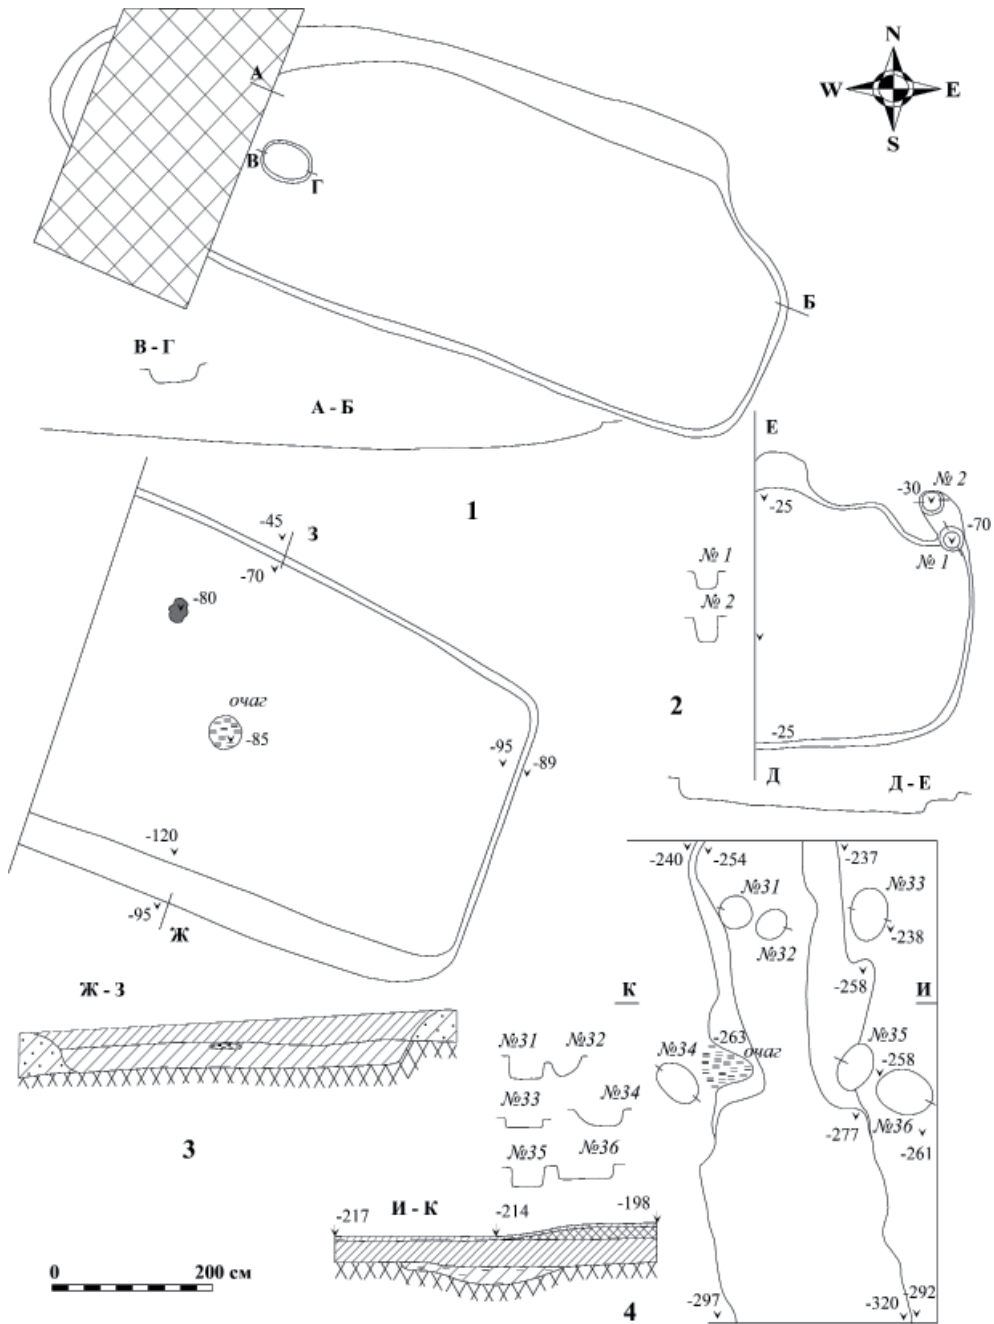 N
W E
S
А
В
Г
Б
В - Г
А - Б
1
Е
-25
-30
№ 2
-70
№ 1
№ 1
№ 2
2
-25
Д
Д - Е
-45
З
-70
-80
очаг
-85
-95
-89
-120
-95
Ж
Ж - З
3
-240
-254
-237
№31
№32
№33
-238
-258
К
И
-263
очаг
№34
№35
-258
№36
-277
-261
№31
№32
№33
№34
№35
№36
И - К
-217
-214
-198
-297
-320
-292
4
0 200 см